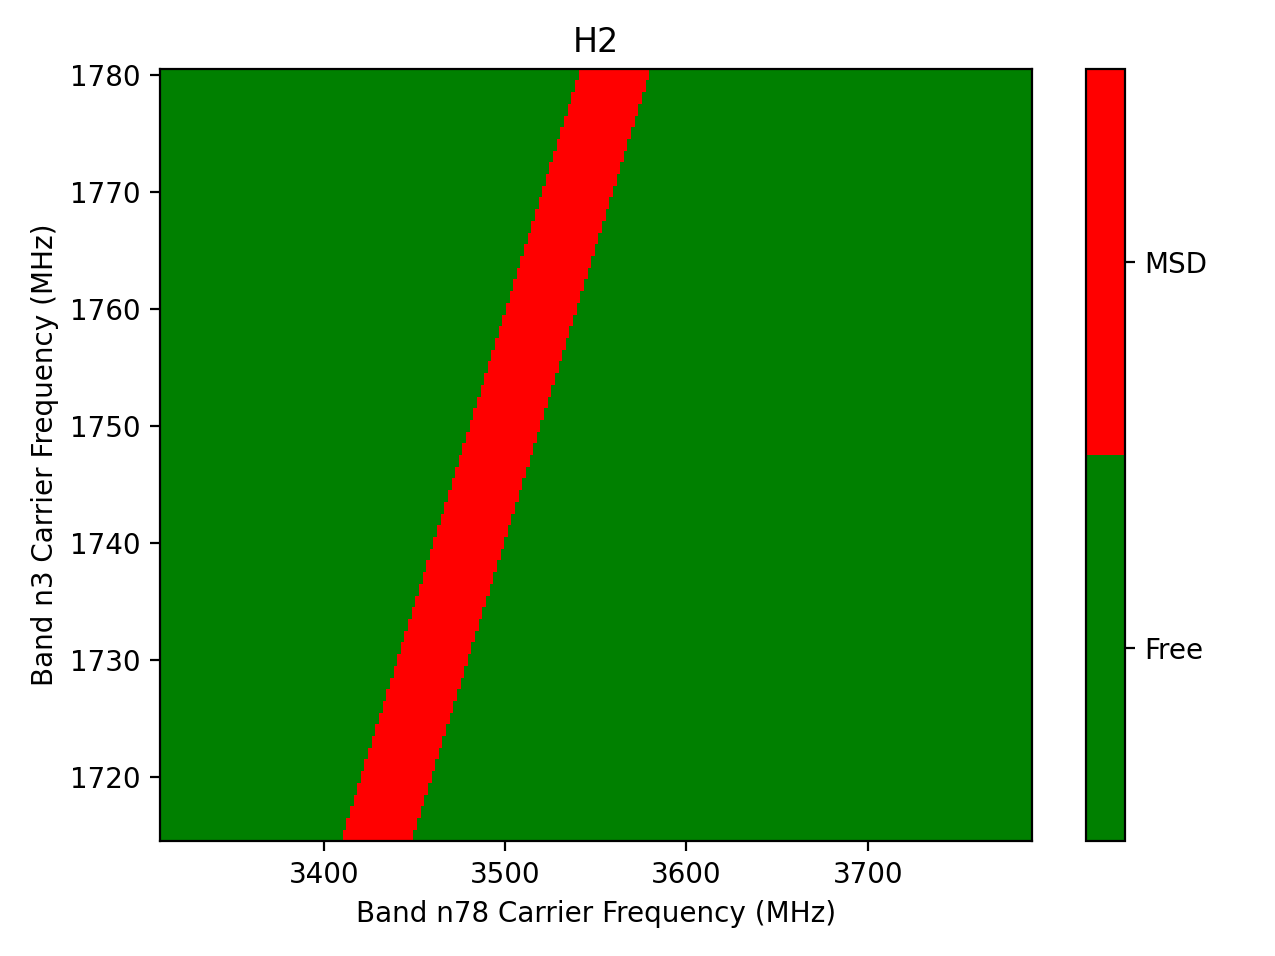 H2
1780
1770
1760
1750
1740
1730
1720
Band n3 Carrier Frequency (MHz)
3400 3500 3600 3700
Band n78 Carrier Frequency (MHz)
MSD
Free